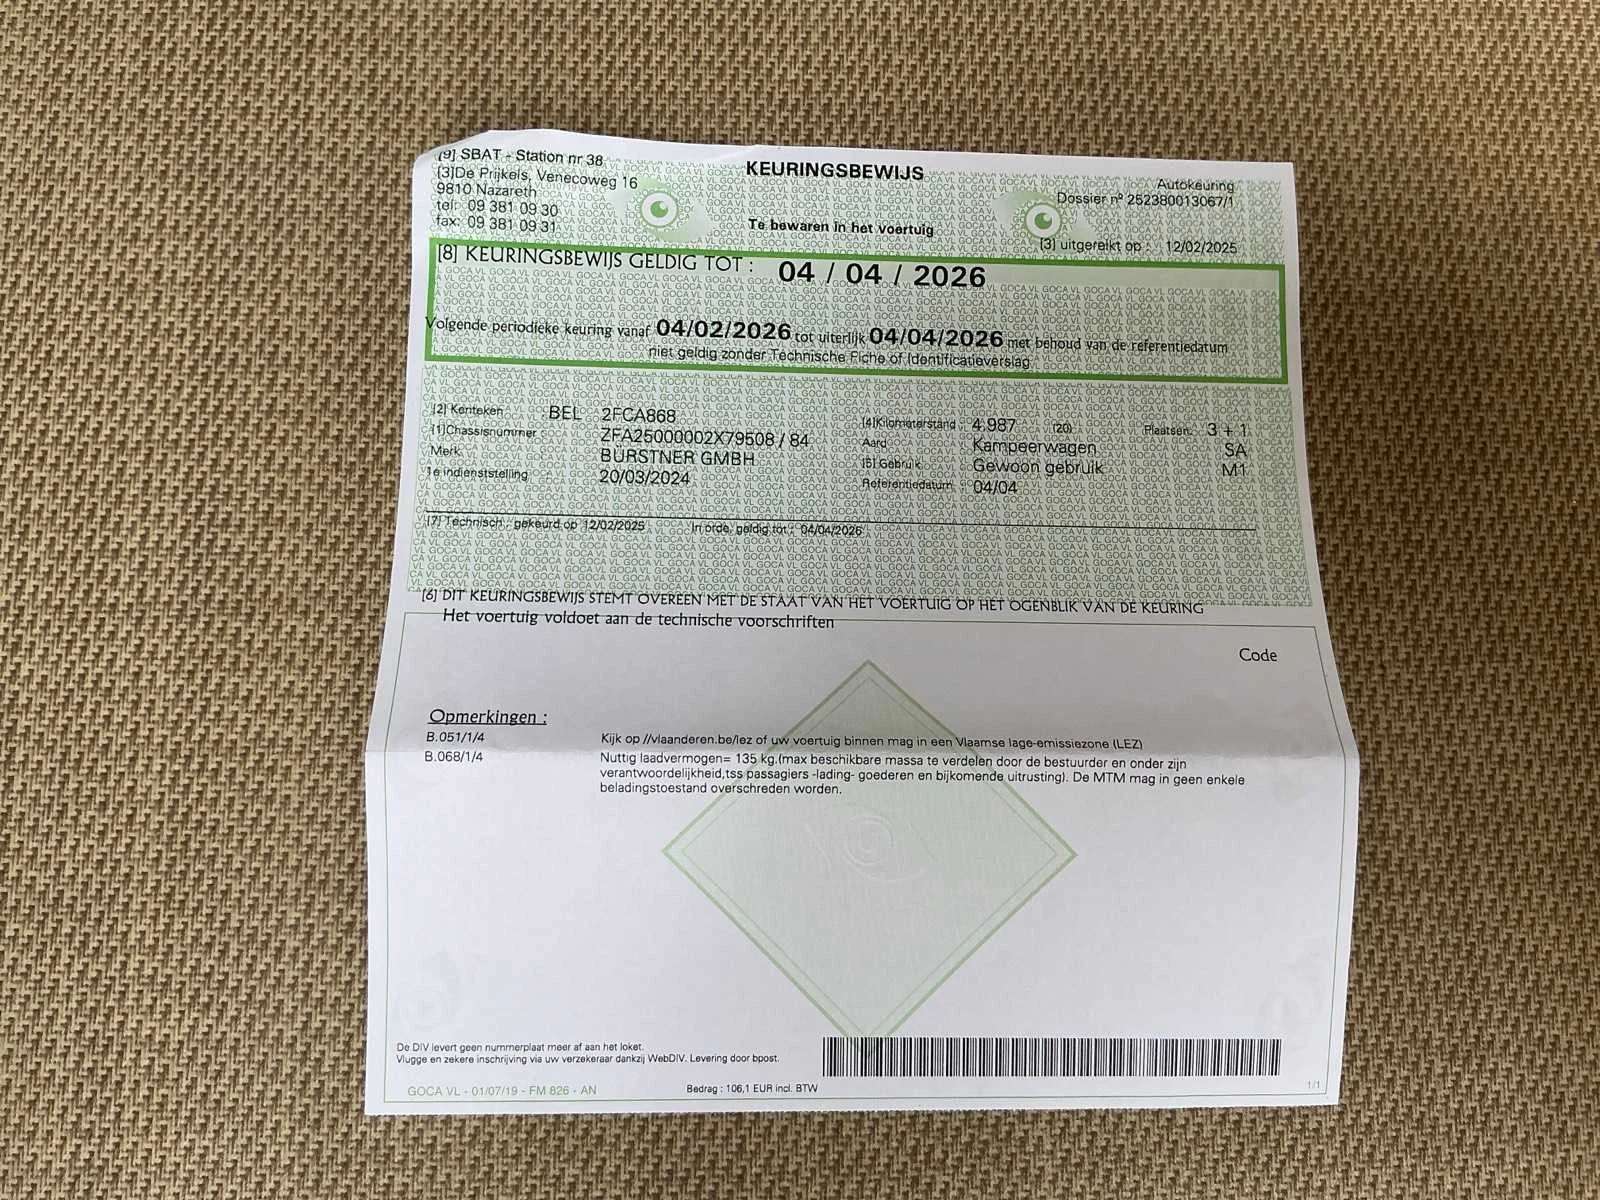 [9] SBAT - Station nr 38
[3]De Prijkels, Venecoweg 16
9810 Nazareth
tel: 09 381 09 30
fax: 09 381 09 31
KEURINGSBEWIJS
Te bewaren in het voertuig
Autokeuring
Dossier nº 252380013067/1
[3] uitgereikt op : 12/02/2025
[8] KEURINGSBEWIJS GELDIG TOT : 04 / 04 / 2026
Volgende periodieke keuring vanaf 04/02/2026 tot uiterlijk 04/04/2026 met behoud van de referentiedatum
niet geldig zonder Technische Fiche of Identificatieverslag
[2] Kenteken BEL 2FCA868
[1]Chassisnummer ZFA25000002X79508 / 84
Merk BÜRSTNER GMBH
1e indienststelling 20/03/2024
[4]Kilometerstand : 4.987 (20) Plaatsen: 3 + 1
Aard : Kampeerwagen SA
[5] Gebruik : Gewoon gebruik M1
Referentiedatum : 04/04
[7] Technisch : gekeurd op 12/02/2025 In orde, geldig tot : 04/04/2026
[6] DIT KEURINGSBEWIJS STEMT OVEREEN MET DE STAAT VAN HET VOERTUIG OP HET OGENBLIK VAN DE KEURING
Het voertuig voldoet aan de technische voorschriften
Code
Opmerkingen :
B.051/1/4 Kijk op //vlaanderen.be/lez of uw voertuig binnen mag in een Vlaamse lage-emissiezone (LEZ)
B.068/1/4 Nuttig laadvermogen= 135 kg.(max beschikbare massa te verdelen door de bestuurder en onder zijn
verantwoordelijkheid,tss passagiers -lading- goederen en bijkomende uitrusting). De MTM mag in geen enkele
beladingstoestand overschreden worden.
De DIV levert geen nummerplaat meer af aan het loket.
Vlugge en zekere inschrijving via uw verzekeraar dankzij WebDIV. Levering door bpost.
GOCA VL - 01/07/19 - FM 826 - AN
Bedrag : 106,1 EUR incl. BTW
1/1